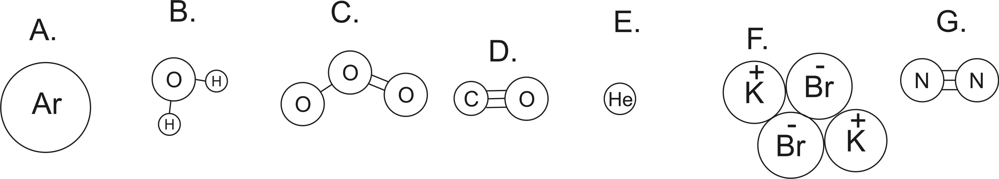 A.
Ar
B.
O
H
H
C.
O
O
O
D.
C
O
E.
He
F.
+
K
-
Br
-
Br
+
K
G.
N
N